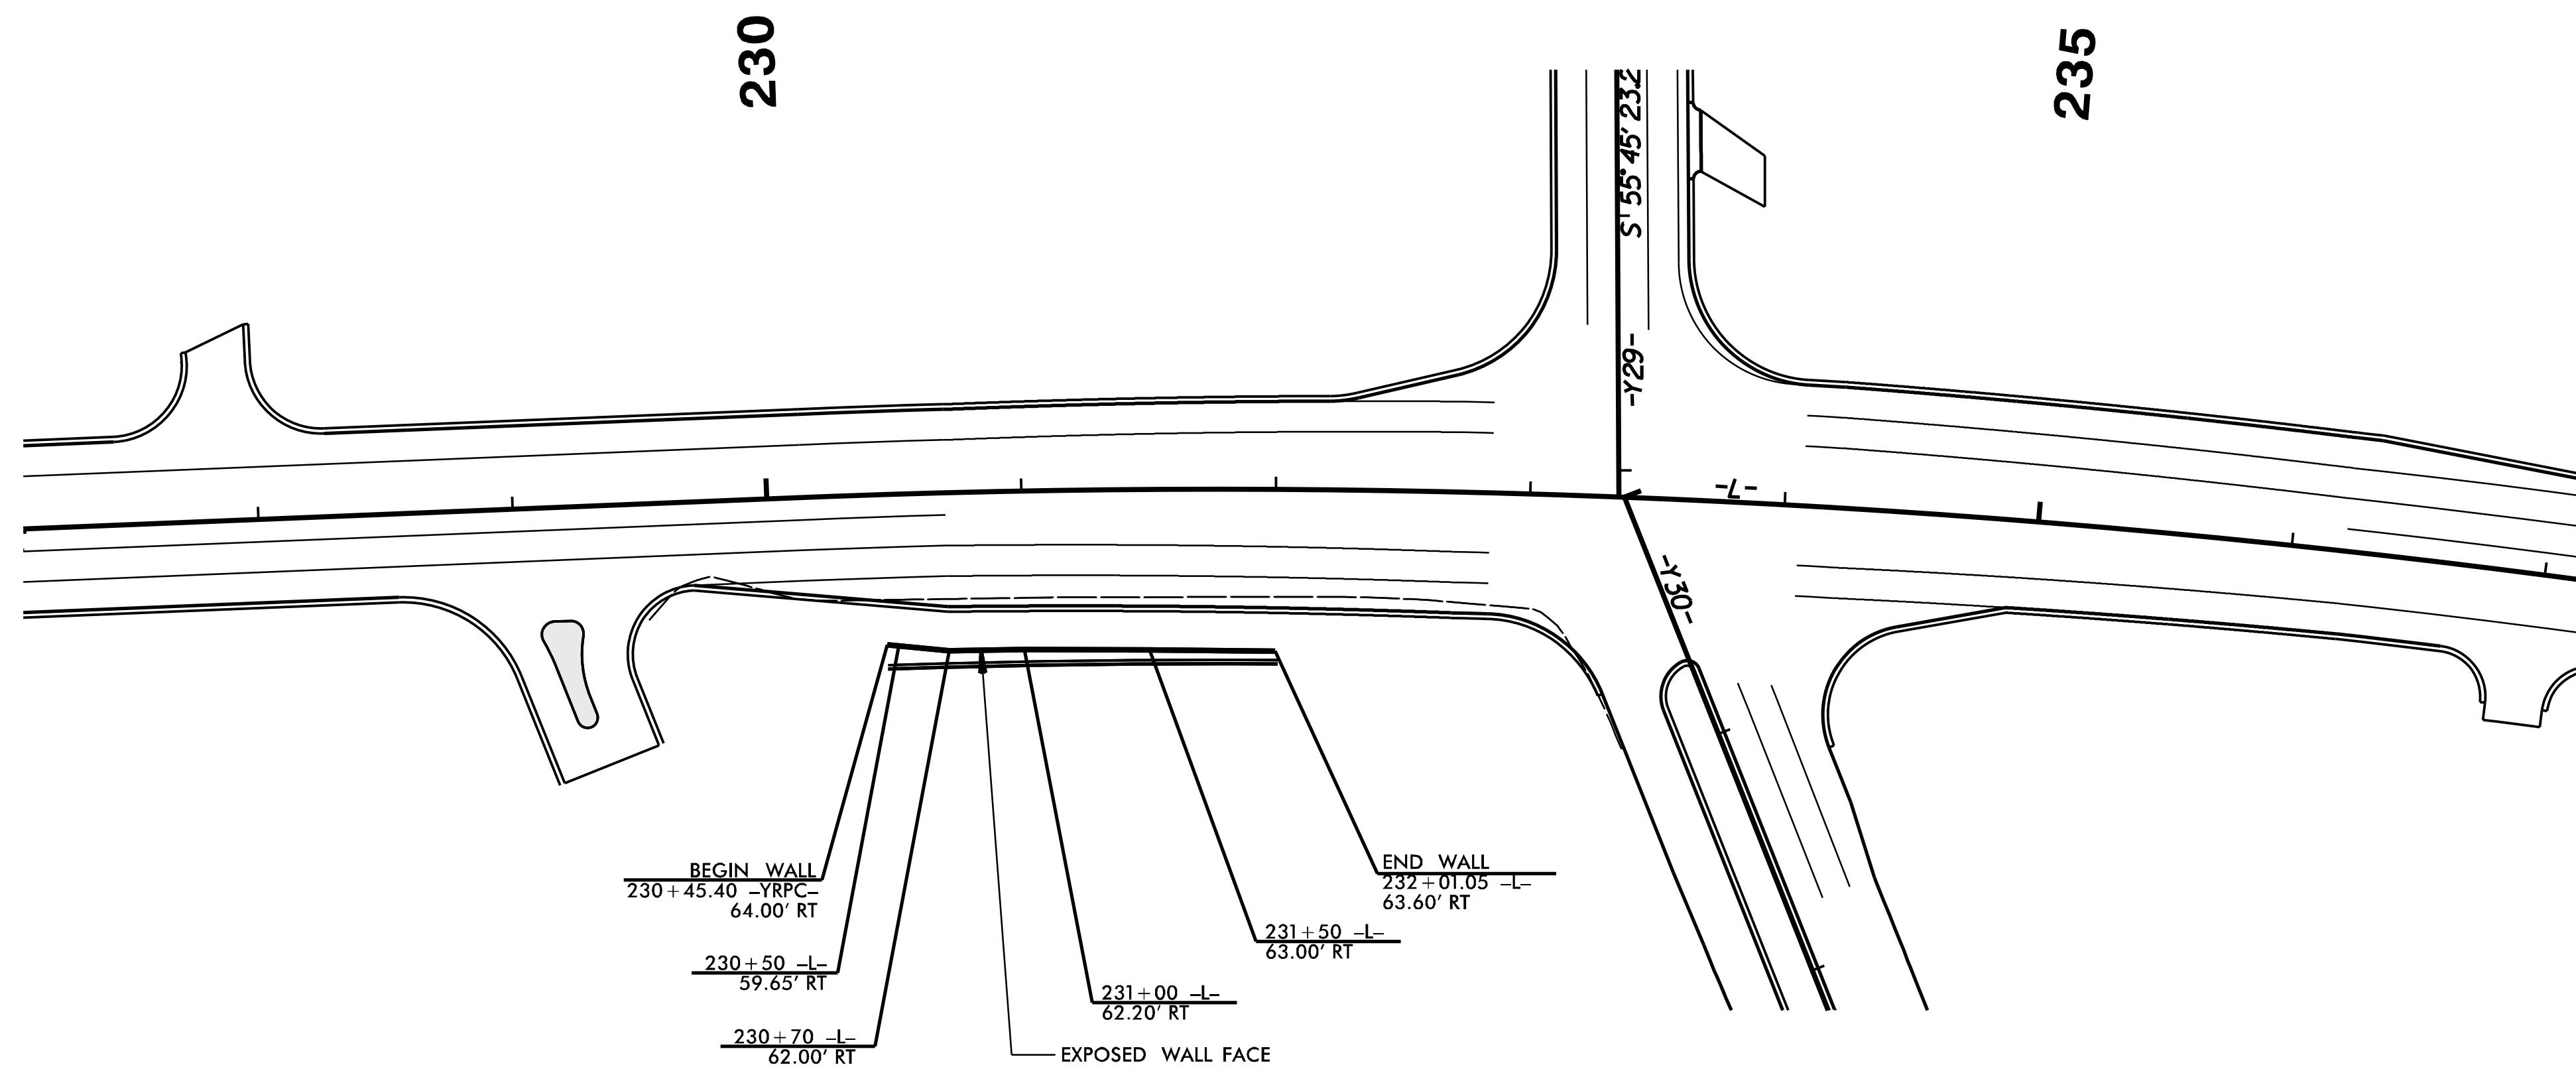 230
235
S 55° 45' 23.2
-Y29-
-L-
-Y30-
BEGIN WALL
230+45.40 -YRPC-
64.00' RT
END WALL
232+01.05 -L-
63.60' RT
231+50 -L-
63.00' RT
230+50 -L-
59.65' RT
231+00 -L-
62.20' RT
230+70 -L-
62.00' RT
EXPOSED WALL FACE